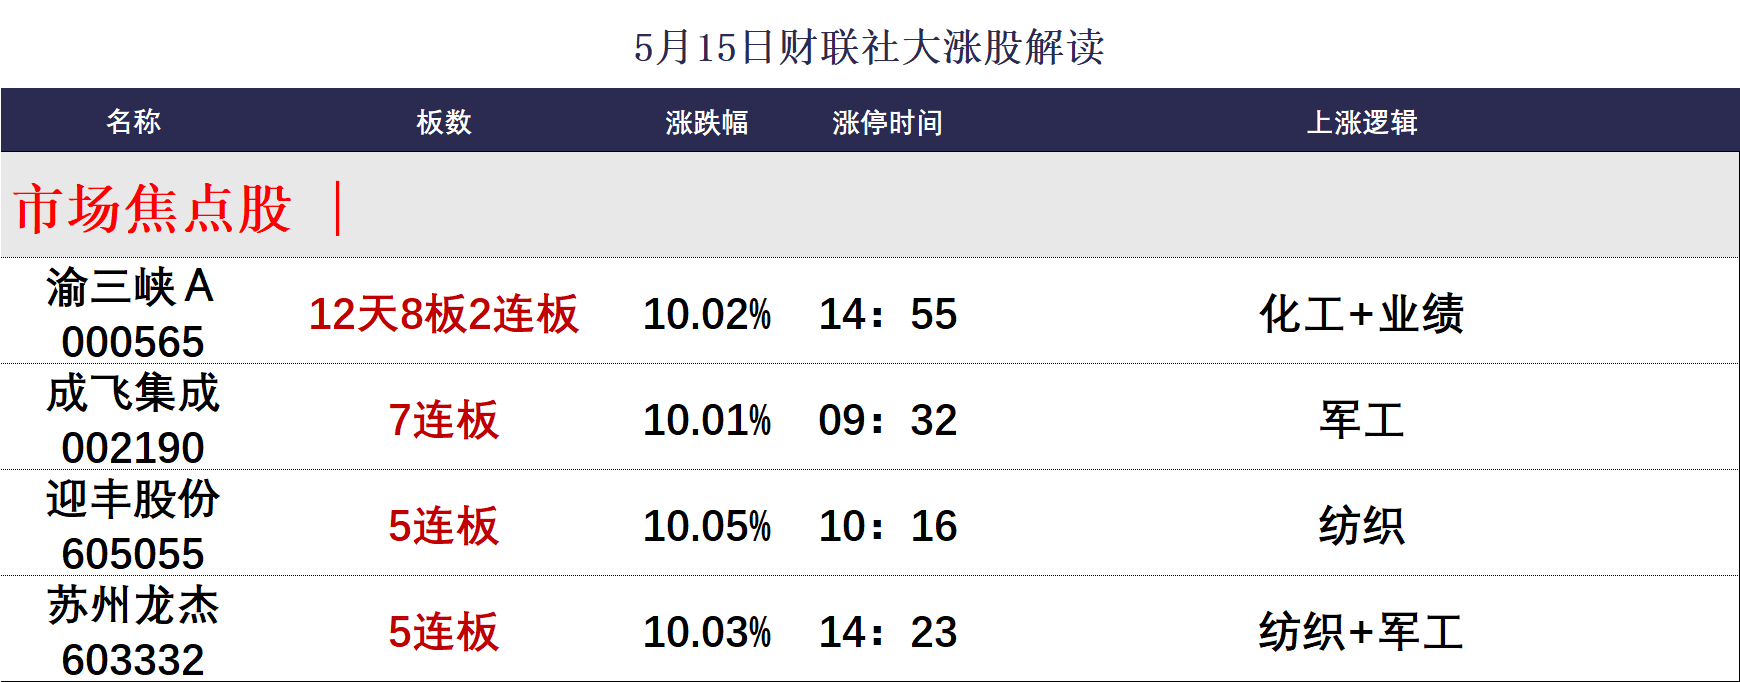 5月15日财联社大涨股解读
名称 板数 涨跌幅 涨停时间 上涨逻辑
市场焦点股 |
渝三峡A
000565 12天8板2连板 10.02% 14：55 化工+业绩
成飞集成
002190 7连板 10.01% 09：32 军工
迎丰股份
605055 5连板 10.05% 10：16 纺织
苏州龙杰
603332 5连板 10.03% 14：23 纺织+军工